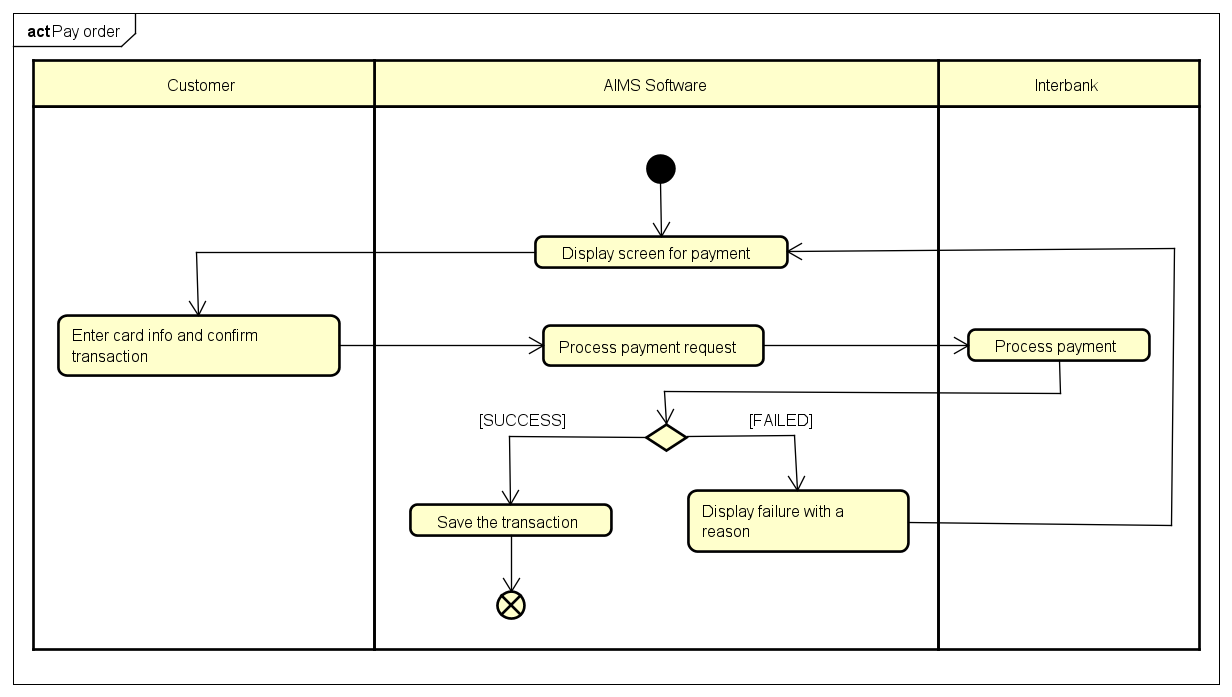 act Pay order
Customer
AIMS Software
Interbank
Display screen for payment
Enter card info and confirm
transaction
Process payment request
Process payment
[SUCCESS]
[FAILED]
Save the transaction
Display failure with a
reason